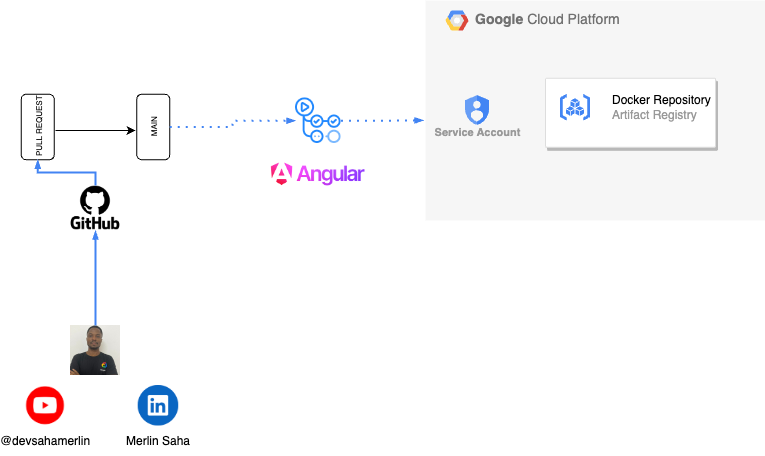 Google Cloud Platform
PULL REQUEST
MAIN
Service Account
Docker Repository
Artifact Registry
Angular
GitHub
@devsahamerlin
Merlin Saha